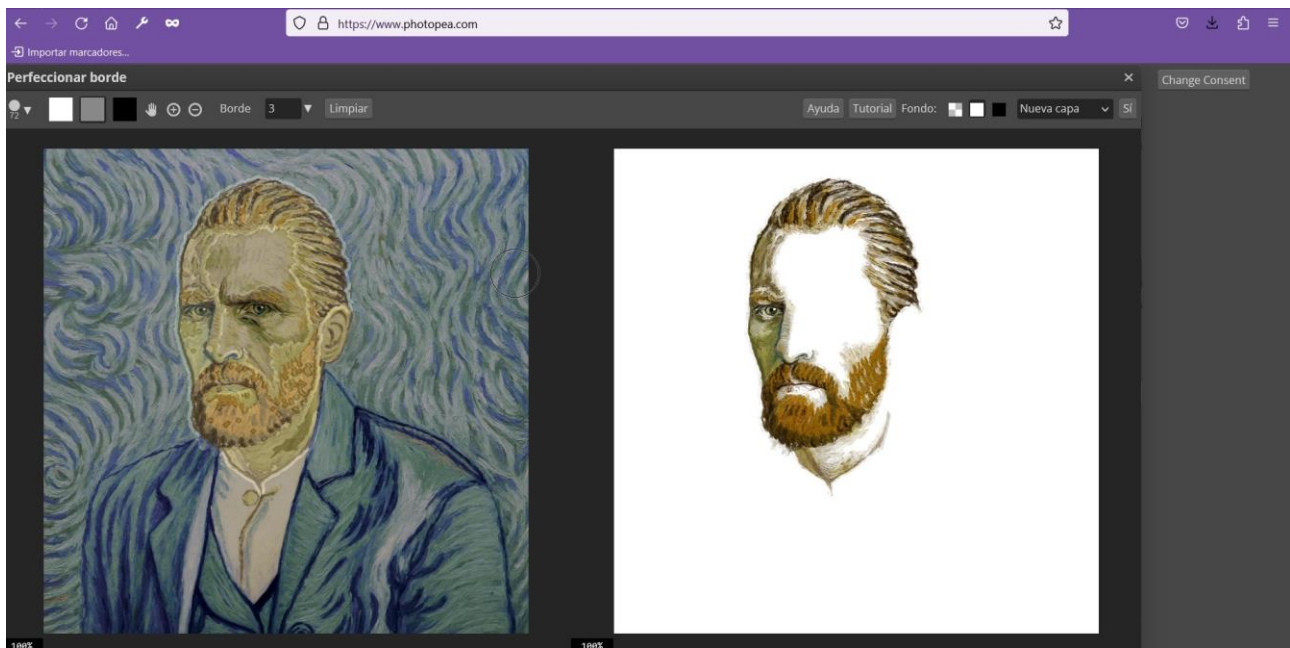 https://www.photopea.com
Importar marcadores...
Perfeccionar borde
Change Consent
72 Borde 3 Limpiar Ayuda Tutorial Fondo: Nueva capa Sí
100% 100%